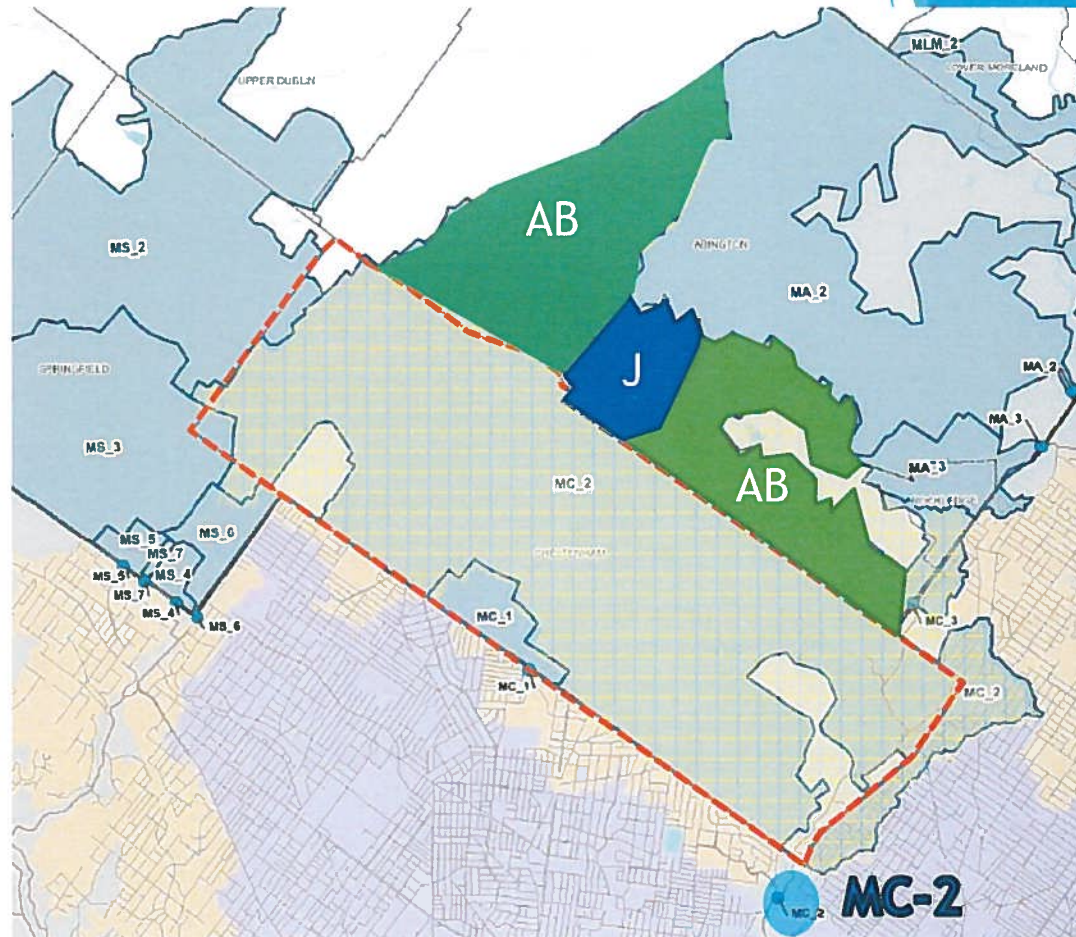 MLM_2
LOWER MORELAND
UPPER DUBLIN
AB
MS_2
ABINGTON
MA_2
J
SPRINGFIELD
MA_2
MS_3
MA_3
MA_3
MC_2
AB
MS_6
CHELTENHAM
MS_5
MS_7
MS_4
MS_5
MS_7
MS_4
MS_6
MC_1
MC_3
MC_1
MC_2
MC_2
MC-2